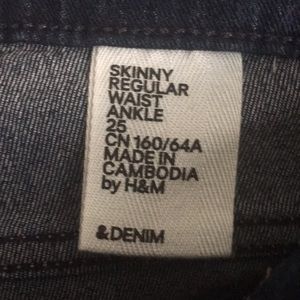 SKINNY
REGULAR
WAIST
ANKLE
25
CN 160/64A
MADE IN
CAMBODIA
by H&M
&DENIM